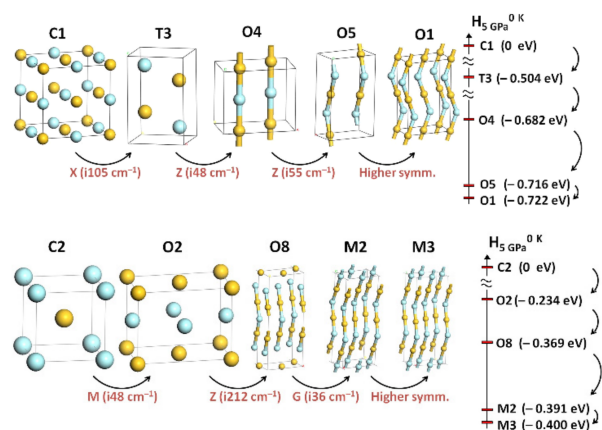 C1 T3 O4 O5 O1
X (i105 cm⁻¹) Z (i48 cm⁻¹) Z (i55 cm⁻¹) Higher symm.
H₅ GPa⁰ ᴷ
C1 (0 eV)
T3 (− 0.504 eV)
O4 (− 0.682 eV)
O5 (− 0.716 eV)
O1 (− 0.722 eV)
C2 O2 O8 M2 M3
M (i48 cm⁻¹) Z (i212 cm⁻¹) G (i36 cm⁻¹) Higher symm.
H₅ GPa⁰ ᴷ
C2 (0 eV)
O2 (− 0.234 eV)
O8 (− 0.369 eV)
M2 (− 0.391 eV)
M3 (− 0.400 eV)